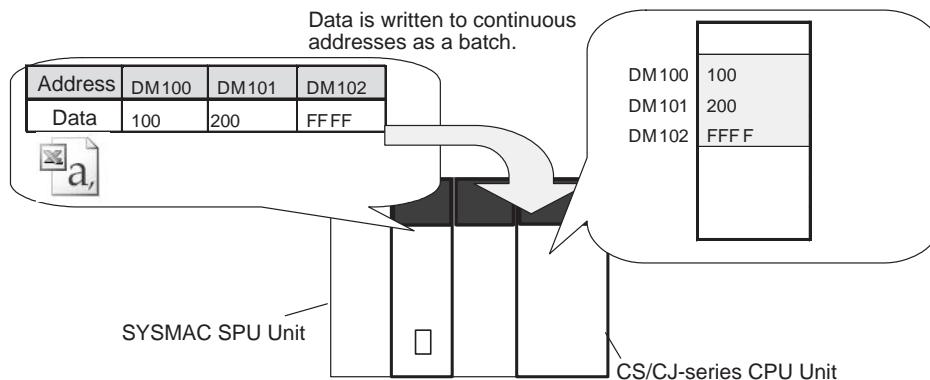 Data is written to continuous
addresses as a batch.
Address DM100 DM101 DM102
Data 100 200 FFFF
a,
DM100 100
DM101 200
DM102 FFFF
SYSMAC SPU Unit
CS/CJ-series CPU Unit